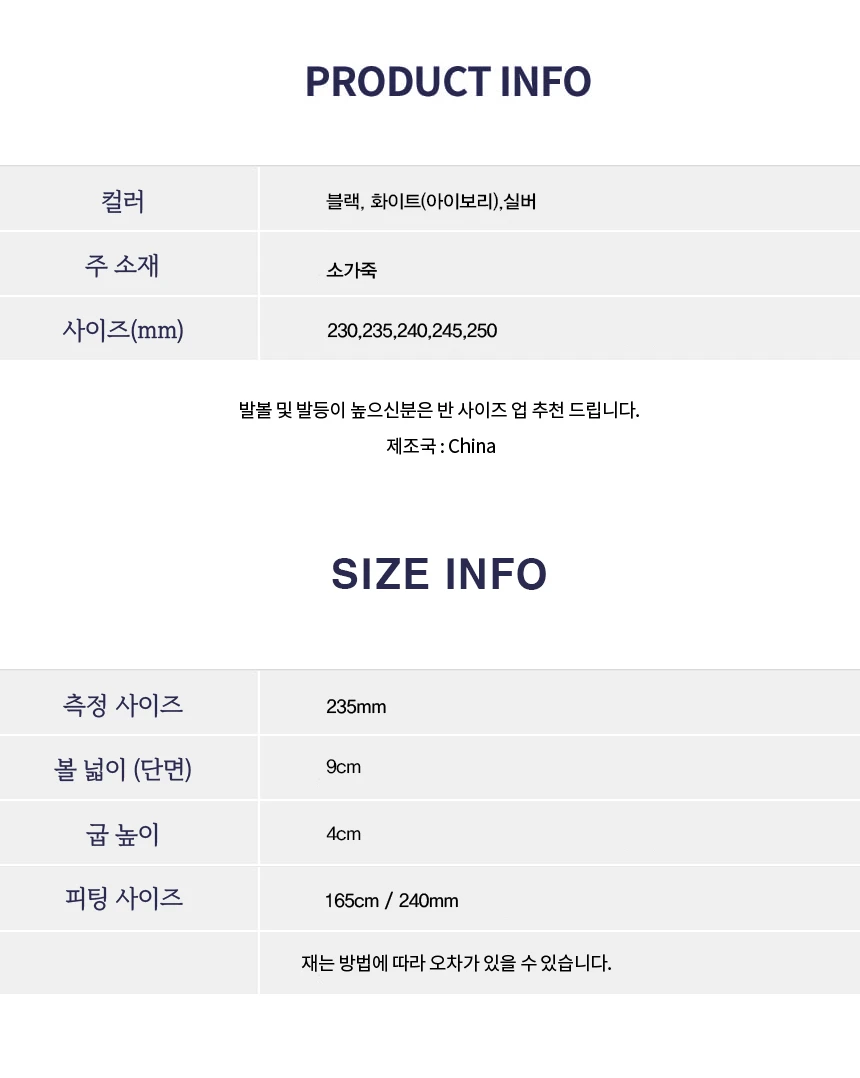 PRODUCT INFO
컬러 블랙, 화이트(아이보리),실버
주 소재 소가죽
사이즈(mm) 230,235,240,245,250
발볼 및 발등이 높으신분은 반 사이즈 업 추천 드립니다.
제조국 : China
SIZE INFO
측정 사이즈 235mm
볼 넓이 (단면) 9cm
굽 높이 4cm
피팅 사이즈 165cm / 240mm
재는 방법에 따라 오차가 있을 수 있습니다.